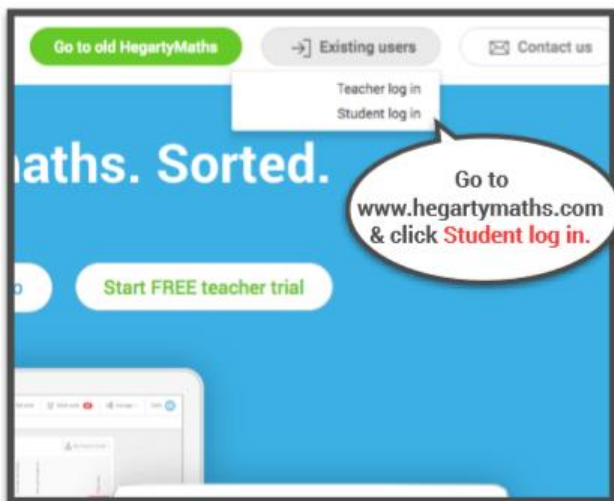 Go to old HegartyMaths
Existing users
Contact us
Teacher log in
Student log in
aths. Sorted.
Go to
www.hegartymaths.com
& click Student log in.
Start FREE teacher trial